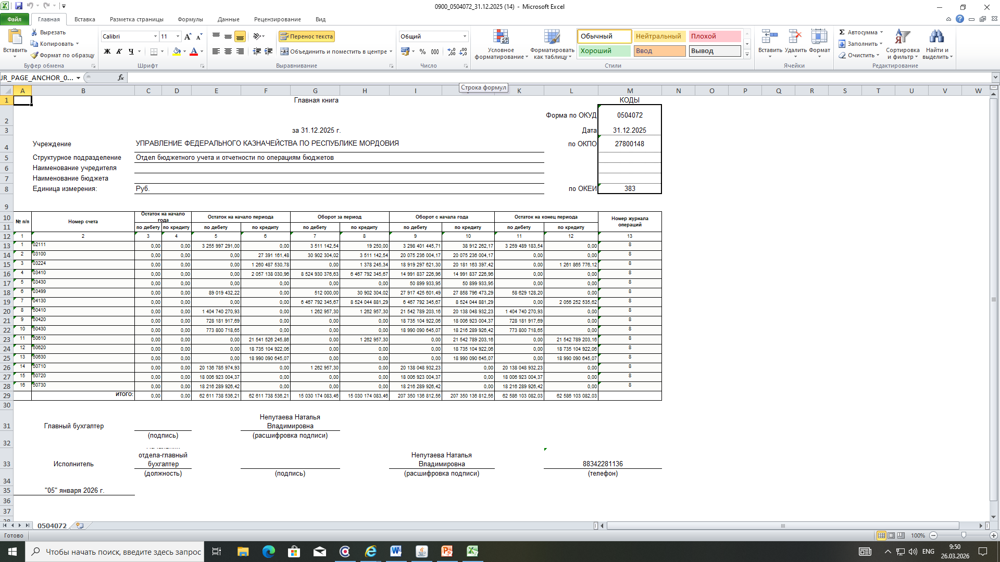 0900_0504072_31.12.2025 (14) - Microsoft Excel
Файл Главная Вставка Разметка страницы Формулы Данные Рецензирование Вид
Вставить
Вырезать
Копировать
Формат по образцу
Буфер обмена
Calibri 11
Ж К Ч
Шрифт
Перенос текста
Объединить и поместить в центре
Выравнивание
Общий
% 000
Число
Условное форматирование
Форматировать как таблицу
Обычный Нейтральный Плохой
Хороший Ввод Вывод
Стили
Вставить Удалить Формат
Ячейки
Σ Автосумма
Заполнить
Очистить
Сортировка и фильтр
Найти и выделить
Редактирование
JR_PAGE_ANCHOR_0... fx
Строка формул
A B C D E F G H I K L M N O P Q R S T U V W
1 Главная книга КОДЫ
2 Форма по ОКУД 0504072
3 за 31.12.2025 г. Дата 31.12.2025
4 Учреждение УПРАВЛЕНИЕ ФЕДЕРАЛЬНОГО КАЗНАЧЕЙСТВА ПО РЕСПУБЛИКЕ МОРДОВИЯ по ОКПО 27800148
5 Структурное подразделение Отдел бюджетного учета и отчетности по операциям бюджетов
6 Наименование учредителя
7 Наименование бюджета
8 Единица измерения: Руб. по ОКЕИ 383
9
10 № п/п Номер счета Остаток на начало года Остаток на начало периода Оборот за период Оборот с начала года Остаток на конец периода Номер журнала операций
11 по дебету по кредиту по дебету по кредиту по дебету по кредиту по дебету по кредиту по дебету по кредиту
12 1 2 3 4 5 6 7 8 9 10 11 12 13
13 1 02111 0,00 0,00 3 255 997 291,00 0,00 3 511 142,54 19 250,00 3 298 401 445,71 38 912 262,17 3 259 489 183,54 0,00 8
14 2 03100 0,00 0,00 0,00 27 391 161,48 30 902 304,02 3 511 142,54 20 075 236 004,17 20 075 236 004,17 0,00 0,00 8
15 3 03224 0,00 0,00 0,00 1 260 487 530,78 0,00 1 378 245,34 18 919 297 621,30 20 181 163 397,42 0,00 1 261 865 776,12 8
16 4 03410 0,00 0,00 0,00 2 057 138 030,96 8 524 930 376,63 6 467 792 345,67 14 991 837 226,96 14 991 837 226,96 0,00 0,00 8
17 5 03430 0,00 0,00 0,00 0,00 0,00 0,00 50 899 933,95 50 899 933,95 0,00 0,00 8
18 6 03499 0,00 0,00 89 019 432,22 0,00 512 000,00 30 902 304,02 27 917 425 601,49 27 858 796 473,29 58 629 128,20 0,00 8
19 7 04130 0,00 0,00 0,00 0,00 6 467 792 345,67 8 524 044 881,29 6 467 792 345,67 8 524 044 881,29 0,00 2 056 252 535,62 8
20 8 50410 0,00 0,00 1 404 740 270,93 0,00 1 262 957,30 1 262 957,30 21 542 789 203,16 20 138 048 932,23 1 404 740 270,93 0,00 8
21 9 50420 0,00 0,00 728 181 917,69 0,00 0,00 0,00 18 735 104 922,06 18 006 923 004,37 728 181 917,69 0,00 8
22 10 50430 0,00 0,00 773 800 718,65 0,00 0,00 0,00 18 990 090 645,07 18 216 289 926,42 773 800 718,65 0,00 8
23 11 50610 0,00 0,00 0,00 21 541 526 245,86 0,00 1 262 957,30 0,00 21 542 789 203,16 0,00 21 542 789 203,16 8
24 12 50620 0,00 0,00 0,00 18 735 104 922,06 0,00 0,00 0,00 18 735 104 922,06 0,00 18 735 104 922,06 8
25 13 50630 0,00 0,00 0,00 18 990 090 645,07 0,00 0,00 0,00 18 990 090 645,07 0,00 18 990 090 645,07 8
26 14 50710 0,00 0,00 20 136 785 974,93 0,00 1 262 957,30 0,00 20 138 048 932,23 0,00 20 138 048 932,23 0,00 8
27 15 50720 0,00 0,00 18 006 923 004,37 0,00 0,00 0,00 18 006 923 004,37 0,00 18 006 923 004,37 0,00 8
28 16 50730 0,00 0,00 18 216 289 926,42 0,00 0,00 0,00 18 216 289 926,42 0,00 18 216 289 926,42 0,00 8
29 ИТОГО: 0,00 0,00 62 611 738 536,21 62 611 738 536,21 15 030 174 083,46 15 030 174 083,46 207 350 136 812,56 207 350 136 812,56 62 586 103 082,03 62 586 103 082,03
30
31 Главный бухгалтер Непутаева Наталья Владимировна
32 (подпись) (расшифровка подписи)
33 Исполнитель отдела-главный бухгалтер Непутаева Наталья Владимировна 88342281136
34 (должность) (подпись) (расшифровка подписи) (телефон)
35 "05" января 2026 г.
36
37
0504072
Готово 100%
Чтобы начать поиск, введите здесь запрос
ENG
9:50
26.03.2026